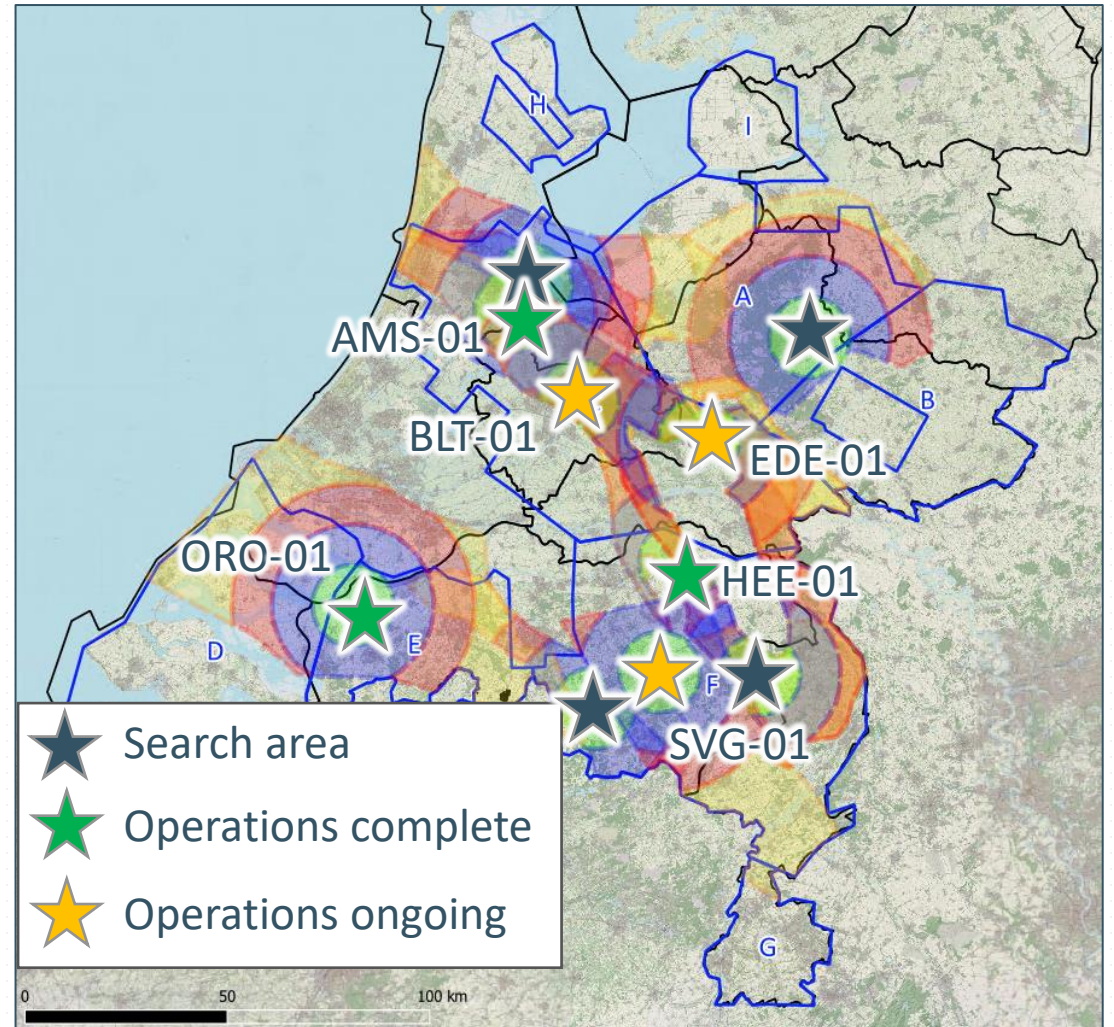 H
I
A
AMS-01
B
BLT-01
EDE-01
ORO-01
HEE-01
D
E
F
SVG-01
Search area
Operations complete
Operations ongoing
G
0 50 100 km